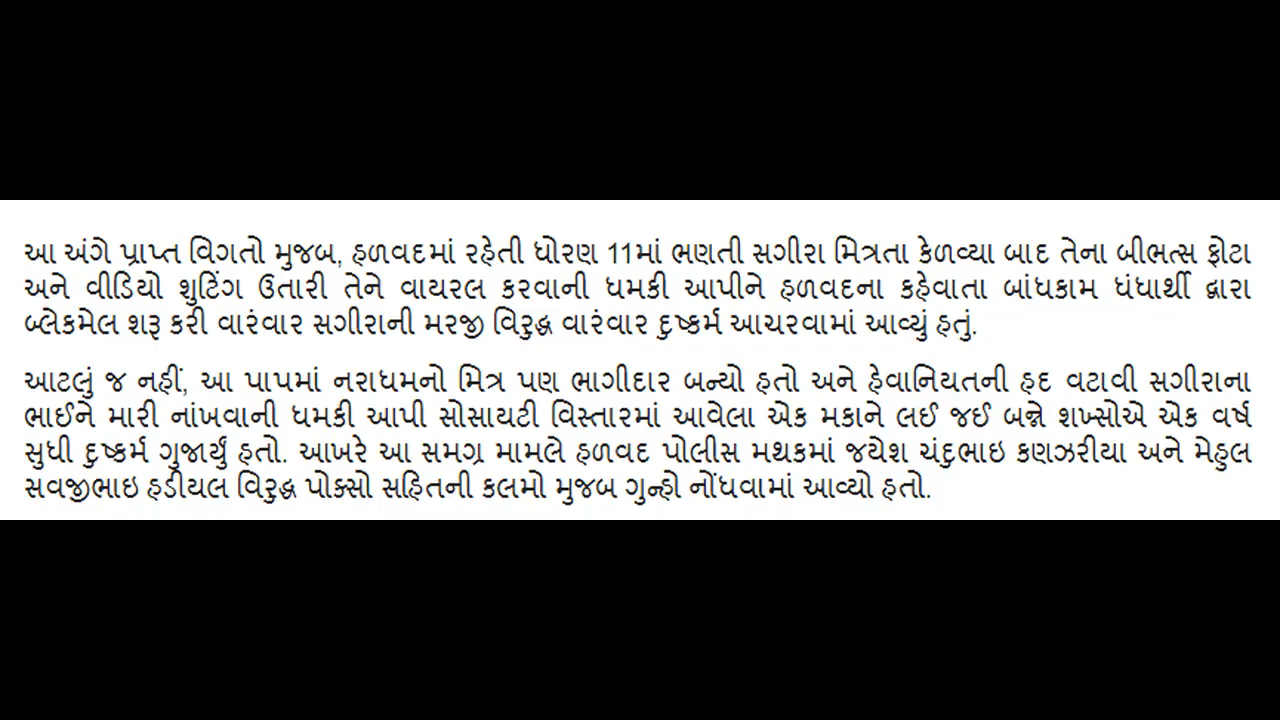 આ અંગે પ્રાપ્ત વિગતો મુજબ, હળવદમાં રહેતી ધોરણ 11માં ભણતી સગીરા મિત્રતા કેળવ્યા બાદ તેના બીભત્સ ફોટા
અને વીડિયો શુટિંગ ઉતારી તેને વાયરલ કરવાની ધમકી આપીને હળવદના કહેવાતા બાંધકામ ધંધાર્થી દ્વારા
બ્લેકમેલ શરૂ કરી વારંવાર સગીરાની મરજી વિરુદ્ધ વારંવાર દુષ્કર્મ આચરવામાં આવ્યું હતું.
આટલું જ નહીં, આ પાપમાં નરાધમનો મિત્ર પણ ભાગીદાર બન્યો હતો અને હેવાનિયતની હદ વટાવી સગીરાના
ભાઈને મારી નાંખવાની ધમકી આપી સોસાયટી વિસ્તારમાં આવેલા એક મકાને લઈ જઈ બન્ને શખ્સોએ એક વર્ષ
સુધી દુષ્કર્મ ગુજાર્યું હતો. આખરે આ સમગ્ર મામલે હળવદ પોલીસ મથકમાં જયેશ ચંદુભાઇ કણઝરીયા અને મેહુલ
સવજીભાઇ હડીયલ વિરુદ્ધ પોક્સો સહિતની કલમો મુજબ ગુન્હો નોંધવામાં આવ્યો હતો.